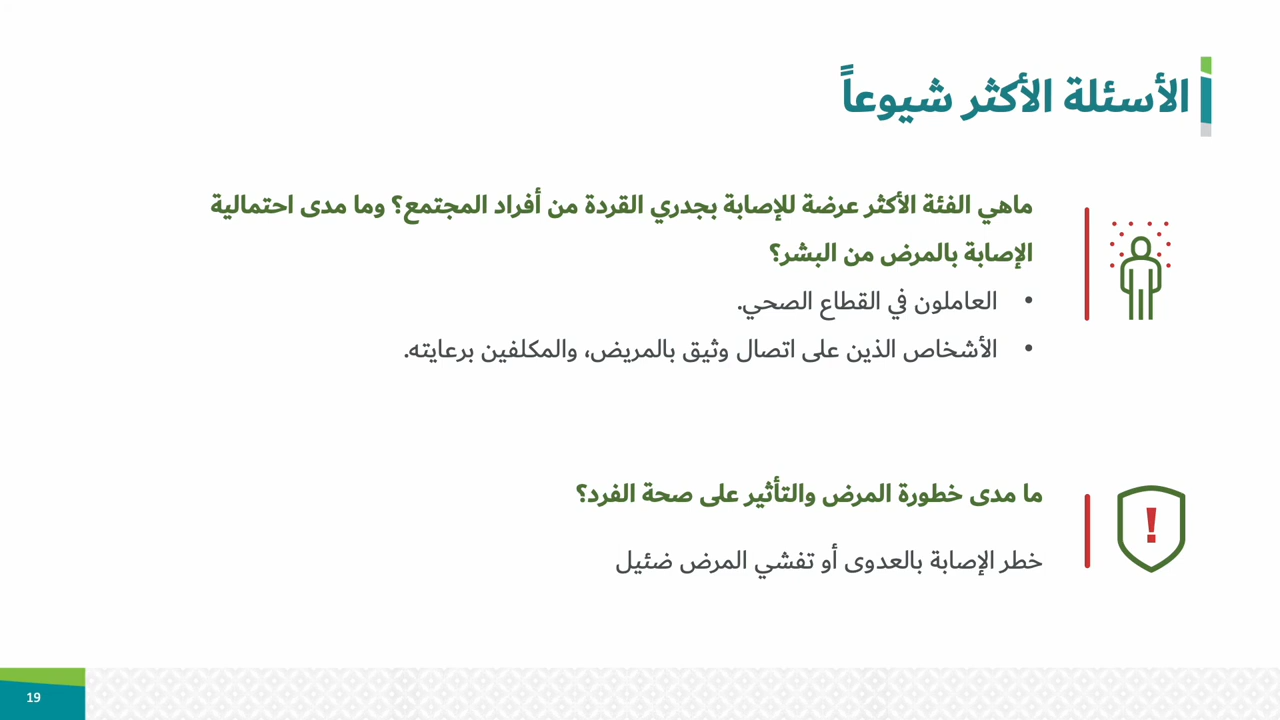 الأسئلة الأكثر شيوعاً
ماهي الفئة الأكثر عرضة للإصابة بجدري القردة من أفراد المجتمع؟ وما مدى احتمالية
الإصابة بالمرض من البشر؟
• العاملون في القطاع الصحي.
• الأشخاص الذين على اتصال وثيق بالمريض، والمكلفين برعايته.
ما مدى خطورة المرض والتأثير على صحة الفرد؟
خطر الإصابة بالعدوى أو تفشي المرض ضئيل
19